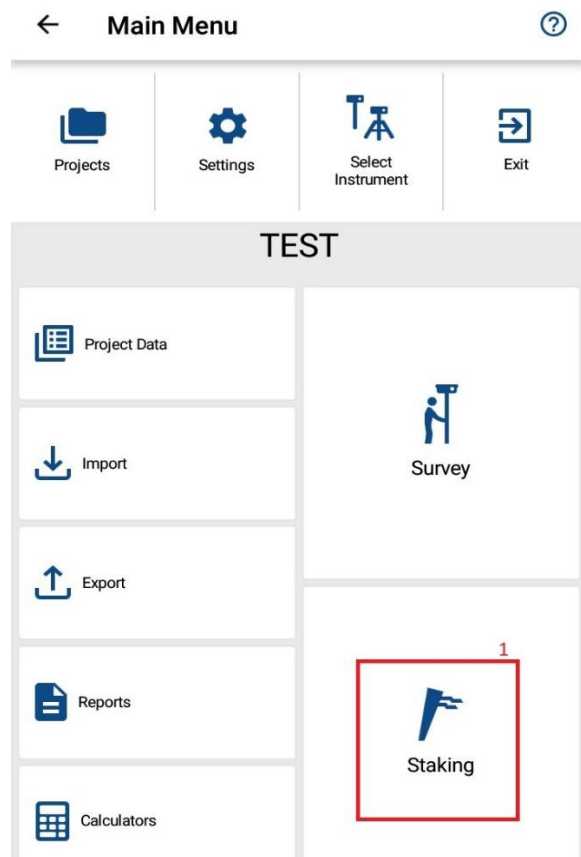 Main Menu
Projects
Settings
Select
Instrument
Exit
TEST
Project Data
Import
Export
Reports
Calculators
Survey
1
Staking